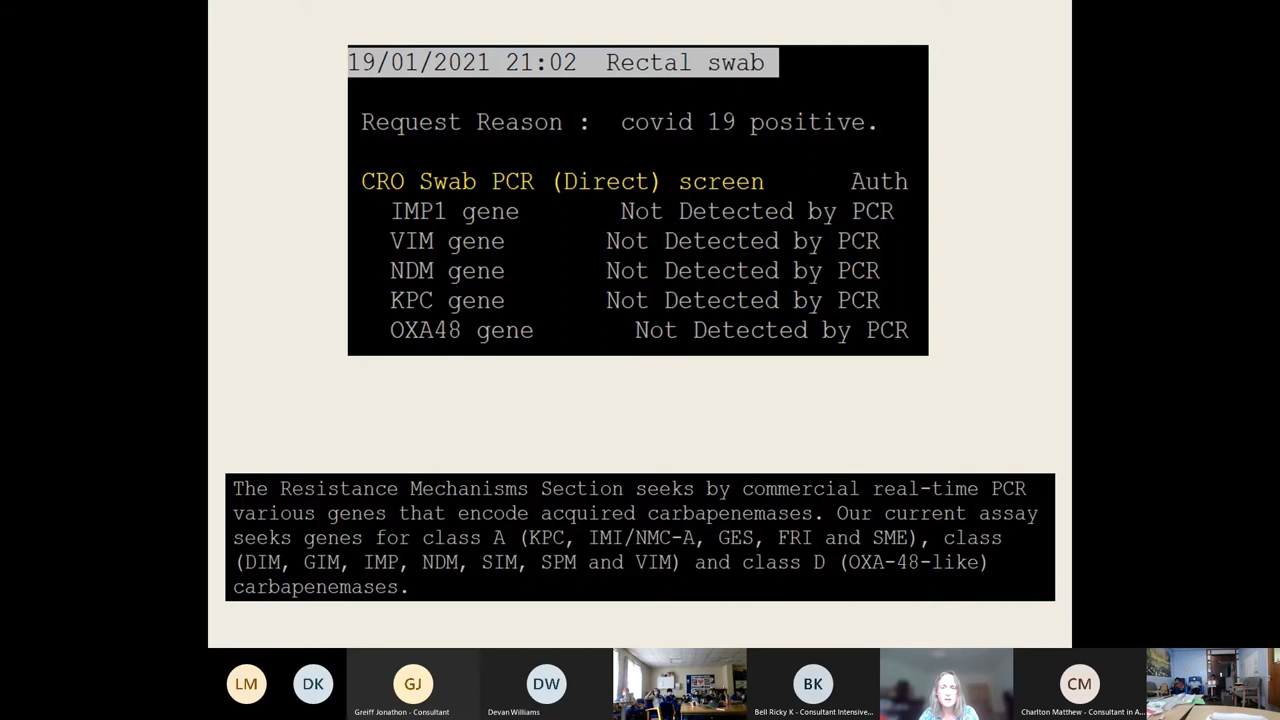 19/01/2021 21:02 Rectal swab
Request Reason : covid 19 positive.
CRO Swab PCR (Direct) screen Auth
IMP1 gene Not Detected by PCR
VIM gene Not Detected by PCR
NDM gene Not Detected by PCR
KPC gene Not Detected by PCR
OXA48 gene Not Detected by PCR
The Resistance Mechanisms Section seeks by commercial real-time PCR
various genes that encode acquired carbapenemases. Our current assay
seeks genes for class A (KPC, IMI/NMC-A, GES, FRI and SME), class
(DIM, GIM, IMP, NDM, SIM, SPM and VIM) and class D (OXA-48-like)
carbapenemases.
LM DK GJ DW BK CM
Greiff Jonathon - Consultant Devan Williams Bell Ricky K - Consultant Intensive... Charlton Matthew - Consultant in A...